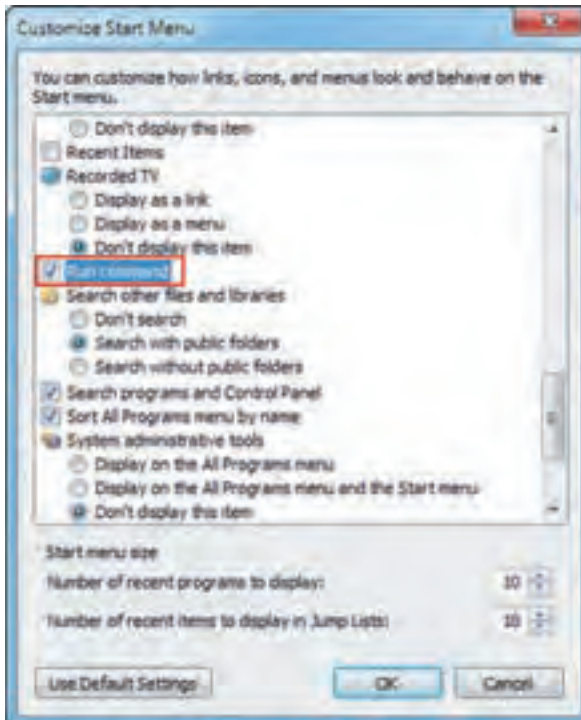 Customize Start Menu
You can customize how links, icons, and menus look and behave on the
Start menu.
Don't display this item
Recent Items
Recorded TV
Display as a link
Display as a menu
Don't display this item
Run command
Search other files and libraries
Don't search
Search with public folders
Search without public folders
Search programs and Control Panel
Sort All Programs menu by name
System administrative tools
Display on the All Programs menu
Display on the All Programs menu and the Start menu
Don't display this item
Start menu size
Number of recent programs to display: 10
Number of recent items to display in Jump Lists: 10
Use Default Settings OK Cancel